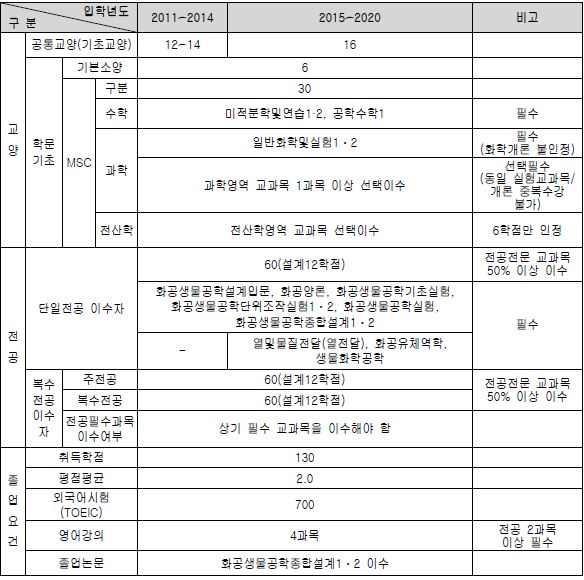 입학년도
구 분
2011-2014
2015-2020
비고
교양
공통교양(기초교양)
12-14
16
학문기초
기본소양
6
MSC
구분
30
수학
미적분학및연습1·2, 공학수학1
필수
과학
일반화학및실험1·2
필수
(화학개론 불인정)
과학영역 교과목 1과목 이상 선택이수
선택필수
(동일 실험교과목/
개론 중복수강
불가)
전산학
전산학영역 교과목 선택이수
6학점만 인정
전공
단일전공 이수자
60(설계12학점)
전공전문 교과목
50% 이상 이수
화공생물공학설계입문, 화공양론, 화공생물공학기초실험,
화공생물공학단위조작실험1·2, 화공생물공학실험,
화공생물공학종합설계1·2
필수
-
열및물질전달(열전달), 화공유체역학,
생물화학공학
복수
전공
이수
자
주전공
60(설계12학점)
전공전문 교과목
50% 이상 이수
복수전공
60(설계12학점)
전공필수과목
이수여부
상기 필수 교과목을 이수해야 함
졸업요건
취득학점
130
평점평균
2.0
외국어시험
(TOEIC)
700
영어강의
4과목
전공 2과목
이상 필수
졸업논문
화공생물공학종합설계1·2 이수